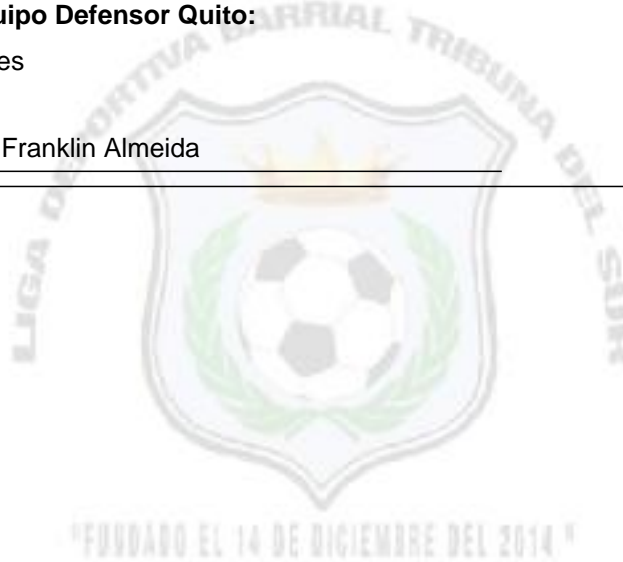 uipo Defensor Quito:
es
Franklin Almeida
LIGA DEPORTIVA BARRIAL TRIBUNA DEL SUR
"FUNDADO EL 14 DE DICIEMBRE DEL 2014"